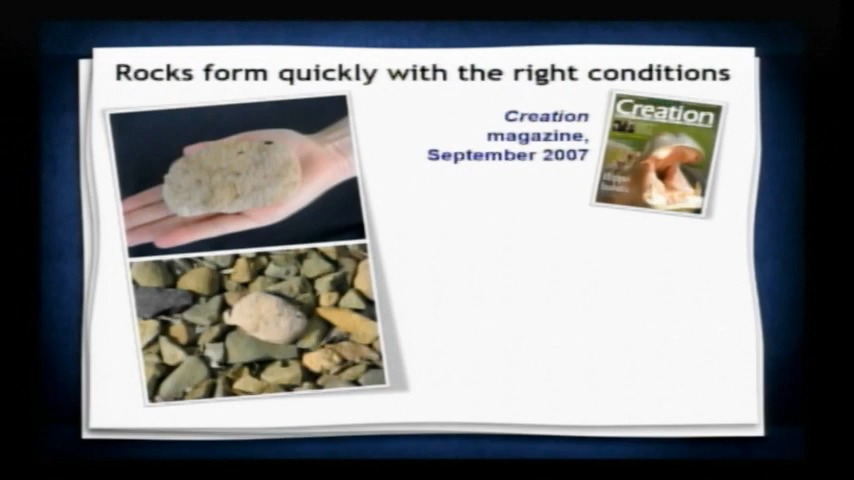 Rocks form quickly with the right conditions
Creation
magazine,
September 2007
Creation